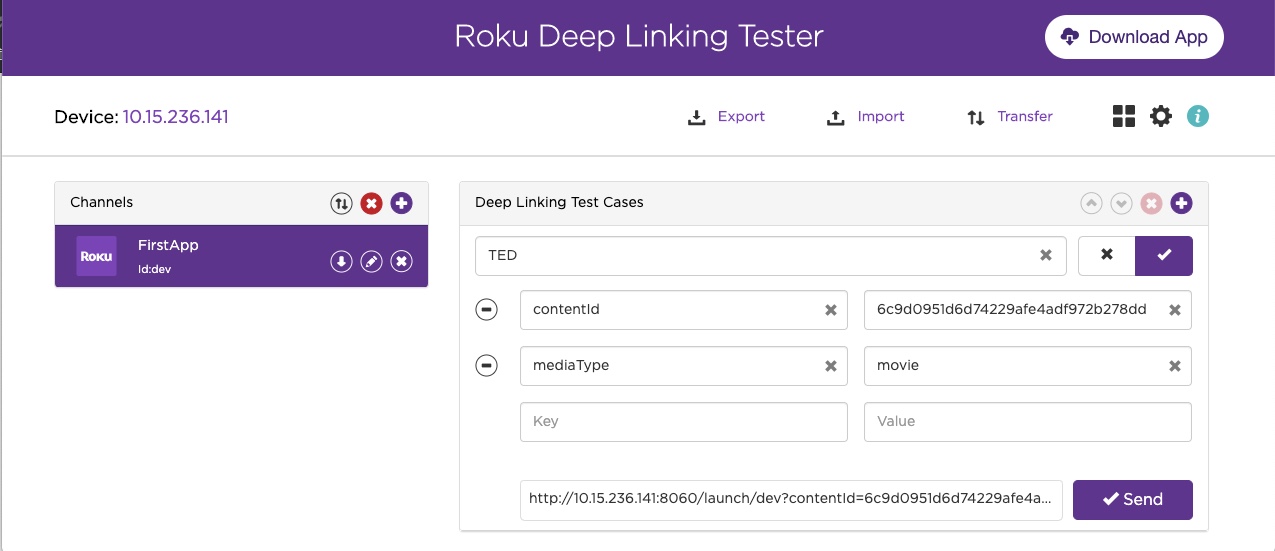 Roku Deep Linking Tester
Download App
Device: 10.15.236.141
Export
Import
Transfer
Channels
Roku
FirstApp
Id:dev
Deep Linking Test Cases
TED
contentId
6c9d0951d6d74229afe4adf972b278dd
mediaType
movie
Key
Value
http://10.15.236.141:8060/launch/dev?contentId=6c9d0951d6d74229afe4a...
Send